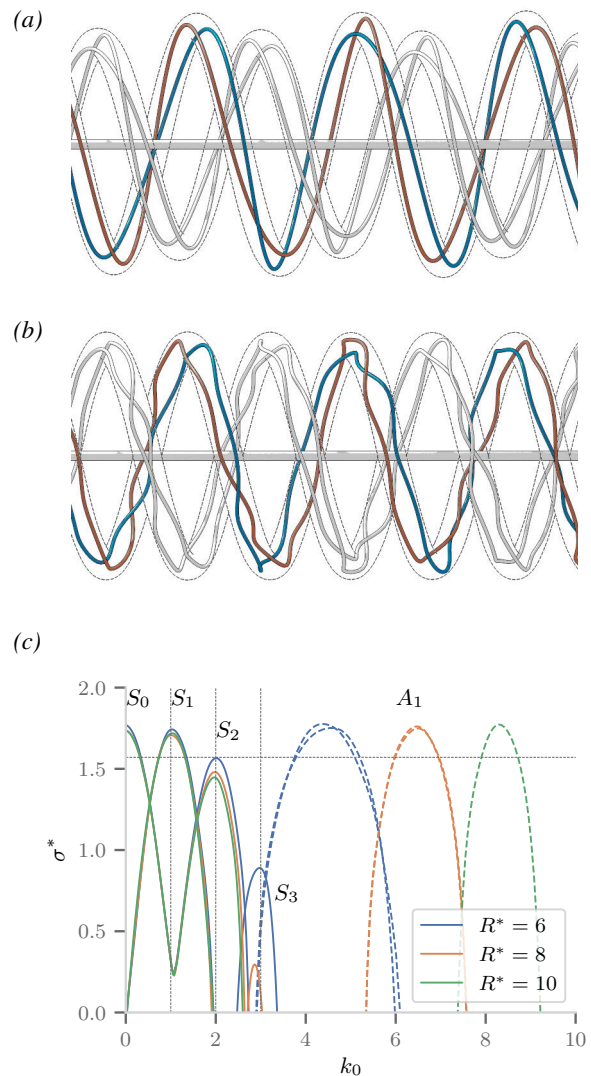 (a)
(b)
(c)
2.0
1.5
1.0
0.5
0.0
σ*
S₀
S₁
S₂
S₃
A₁
R* = 6
R* = 8
R* = 10
0
2
4
6
8
10
k₀